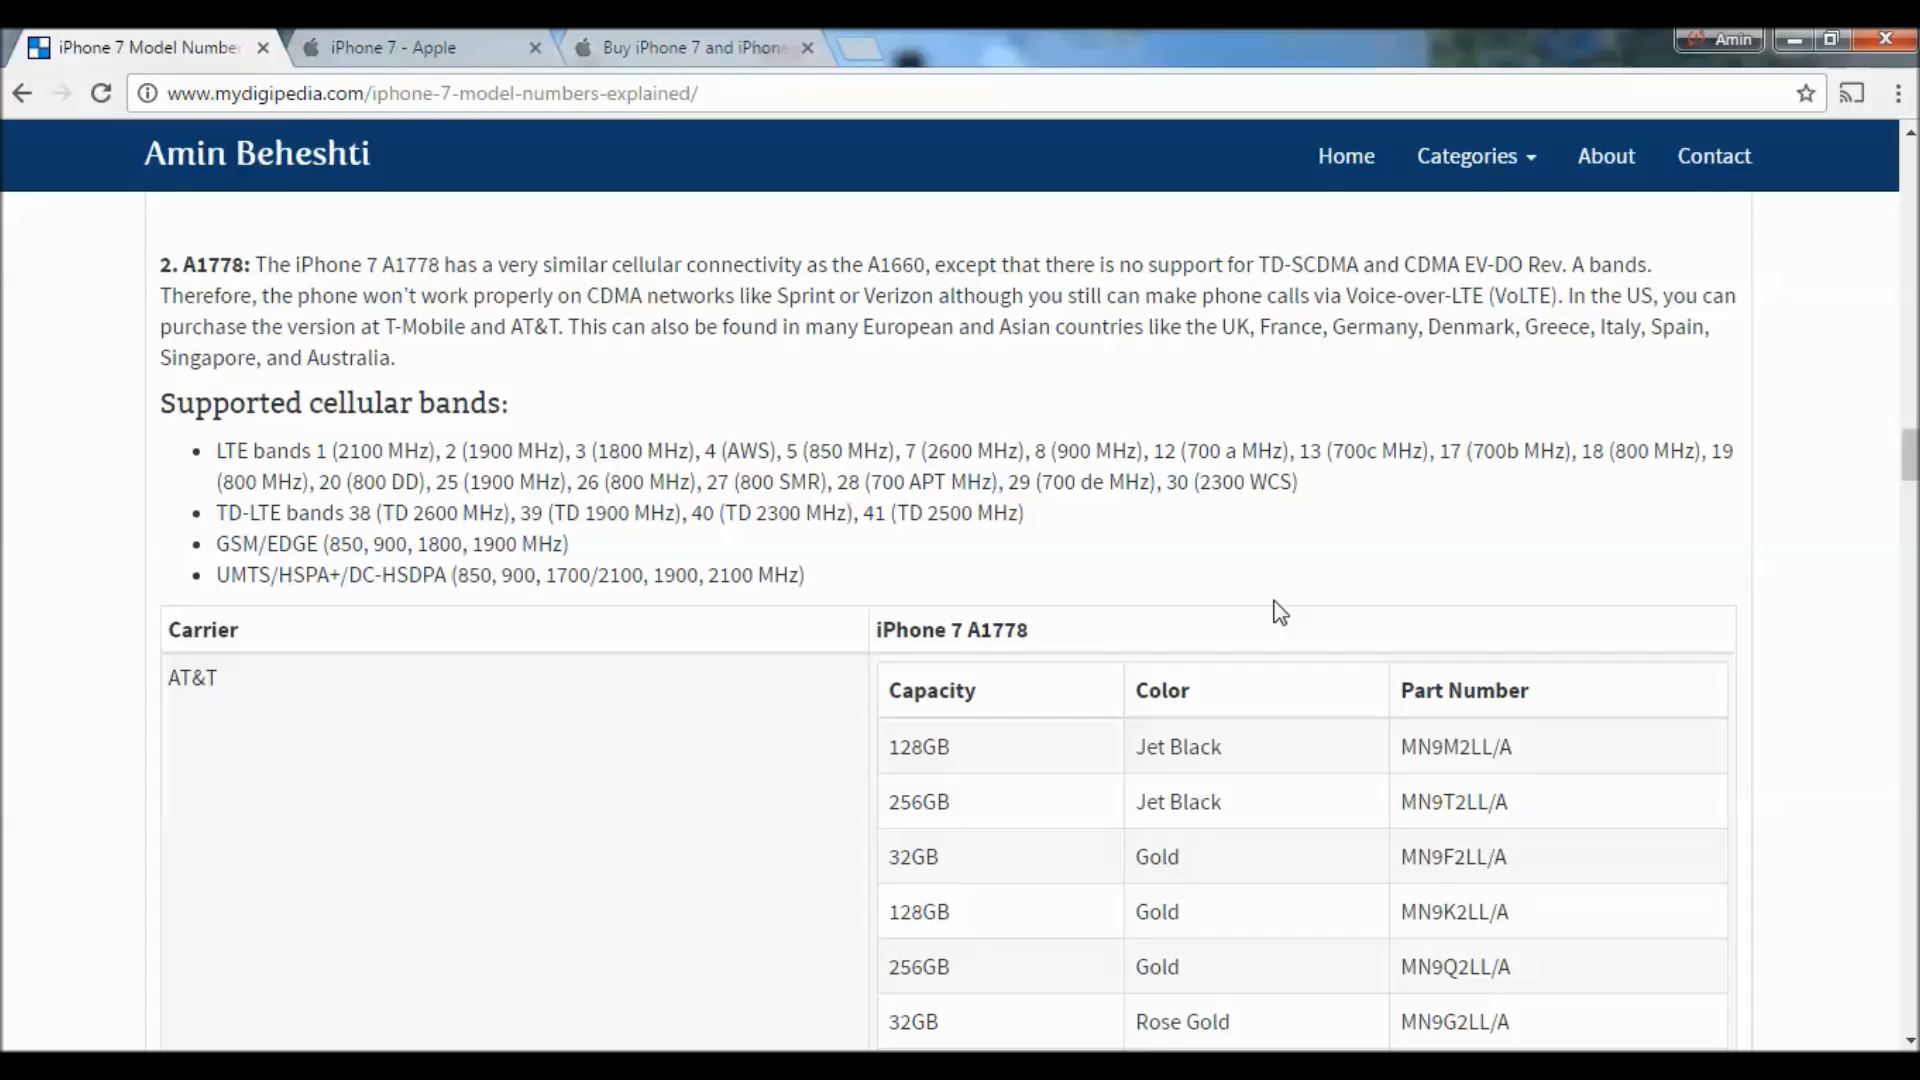 iPhone 7 Model Number
iPhone 7 - Apple
Buy iPhone 7 and iPhon
Amin
www.mydigipedia.com/iphone-7-model-numbers-explained/
Amin Beheshti
Home
Categories
About
Contact
2. A1778: The iPhone 7 A1778 has a very similar cellular connectivity as the A1660, except that there is no support for TD-SCDMA and CDMA EV-DO Rev. A bands.
Therefore, the phone won't work properly on CDMA networks like Sprint or Verizon although you still can make phone calls via Voice-over-LTE (VoLTE). In the US, you can
purchase the version at T-Mobile and AT&T. This can also be found in many European and Asian countries like the UK, France, Germany, Denmark, Greece, Italy, Spain,
Singapore, and Australia.
Supported cellular bands:
• LTE bands 1 (2100 MHz), 2 (1900 MHz), 3 (1800 MHz), 4 (AWS), 5 (850 MHz), 7 (2600 MHz), 8 (900 MHz), 12 (700 a MHz), 13 (700c MHz), 17 (700b MHz), 18 (800 MHz), 19
(800 MHz), 20 (800 DD), 25 (1900 MHz), 26 (800 MHz), 27 (800 SMR), 28 (700 APT MHz), 29 (700 de MHz), 30 (2300 WCS)
• TD-LTE bands 38 (TD 2600 MHz), 39 (TD 1900 MHz), 40 (TD 2300 MHz), 41 (TD 2500 MHz)
• GSM/EDGE (850, 900, 1800, 1900 MHz)
• UMTS/HSPA+/DC-HSDPA (850, 900, 1700/2100, 1900, 2100 MHz)
Carrier
iPhone 7 A1778
AT&T
Capacity Color Part Number
128GB Jet Black MN9M2LL/A
256GB Jet Black MN9T2LL/A
32GB Gold MN9F2LL/A
128GB Gold MN9K2LL/A
256GB Gold MN9Q2LL/A
32GB Rose Gold MN9G2LL/A